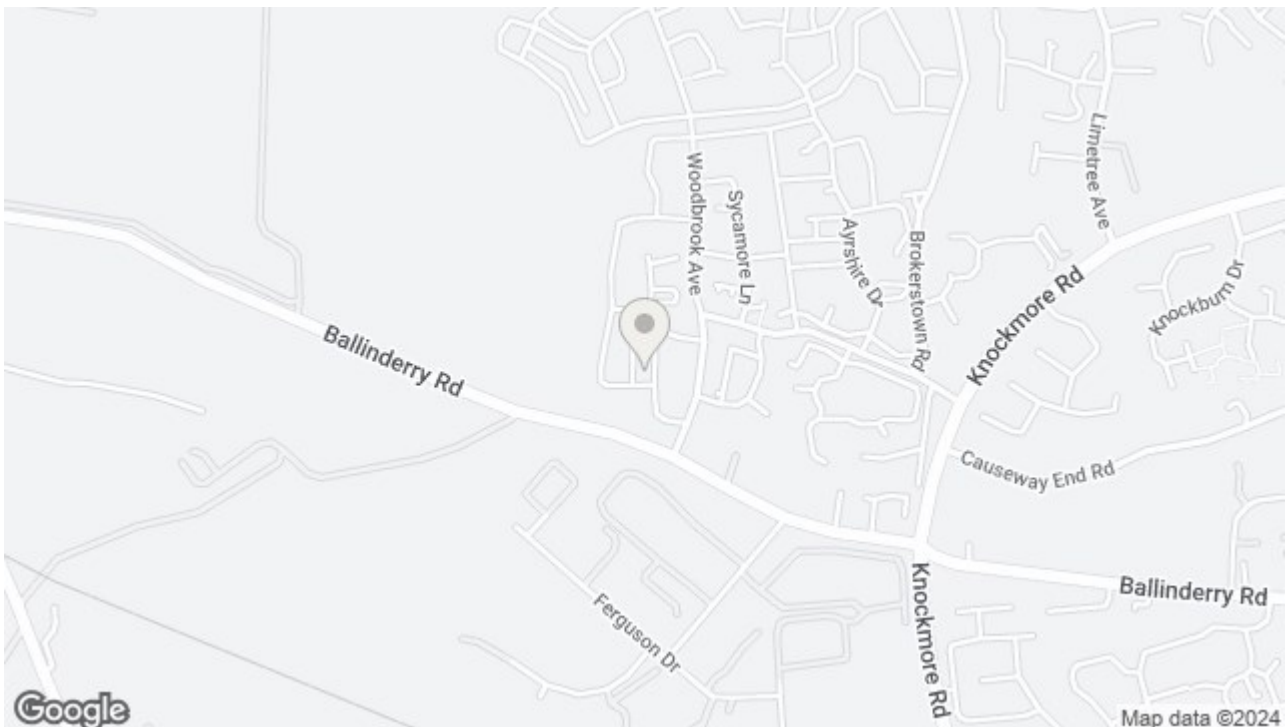 Limetree Ave
Woodbrook Ave
Sycamore Ln
Ayrshire Dr
Brokerstown Rd
Knockmore Rd
Knockburn Dr
Ballinderry Rd
Causeway End Rd
Ballinderry Rd
Knockmore Rd
Ferguson Dr
Google
Map data ©2024